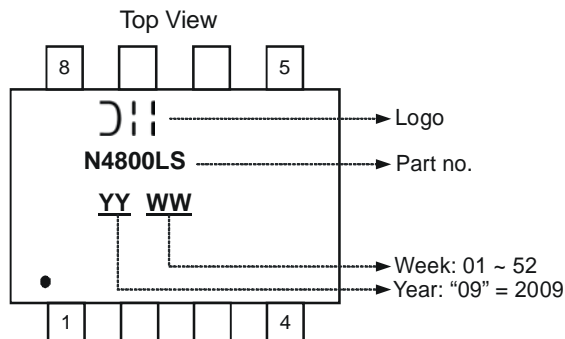 Top View
8 5
Logo
N4800LS Part no.
YY WW
Week: 01 ~ 52
Year: “09” = 2009
1 4